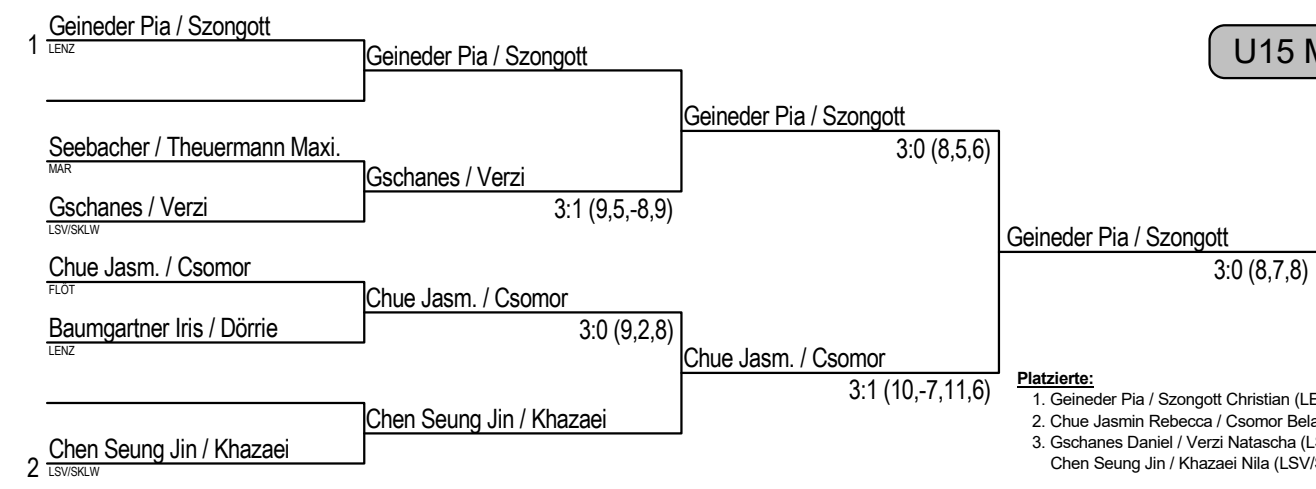 Geineder Pia / Szongott
1 LENZ
Geineder Pia / Szongott
U15
Geineder Pia / Szongott
3:0 (8,5,6)
Seebacher / Theuermann Maxi.
MAR
Gschanes / Verzi
3:1 (9,5,-8,9)
Gschanes / Verzi
LSV/SKLW
Geineder Pia / Szongott
3:0 (8,7,8)
Chue Jasm. / Csomor
FLÖT
Chue Jasm. / Csomor
3:0 (9,2,8)
Baumgartner Iris / Dörrie
LENZ
Chue Jasm. / Csomor
3:1 (10,-7,11,6)
Chen Seung Jin / Khazaei
Chen Seung Jin / Khazaei
2 LSV/SKLW
Platzierte:
1. Geineder Pia / Szongott Christian
2. Chue Jasmin Rebecca / Csomor Bela
3. Gschanes Daniel / Verzi Natascha
Chen Seung Jin / Khazaei Nila